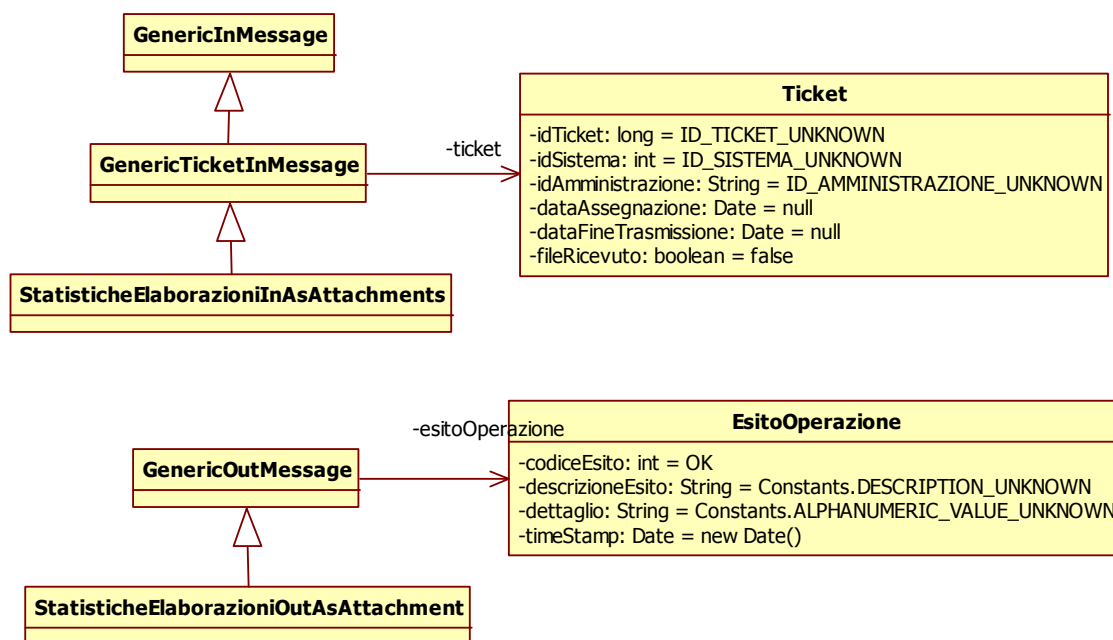 GenericInMessage
Ticket
-idTicket: long = ID_TICKET_UNKNOWN
-idSistema: int = ID_SISTEMA_UNKNOWN
-idAmministrazione: String = ID_AMMINISTRAZIONE_UNKNOWN
-dataAssegnazione: Date = null
-dataFineTrasmissione: Date = null
-fileRicevuto: boolean = false
-ticket
GenericTicketInMessage
StatisticheElaborazioniInAsAttachments
EsitoOperazione
-codiceEsito: int = OK
-descrizioneEsito: String = Constants.DESCRIPTION_UNKNOWN
-dettaglio: String = Constants.ALPHANUMERIC_VALUE_UNKNOWN
-timeStamp: Date = new Date()
-esitoOperazione
GenericOutMessage
StatisticheElaborazioniOutAsAttachment